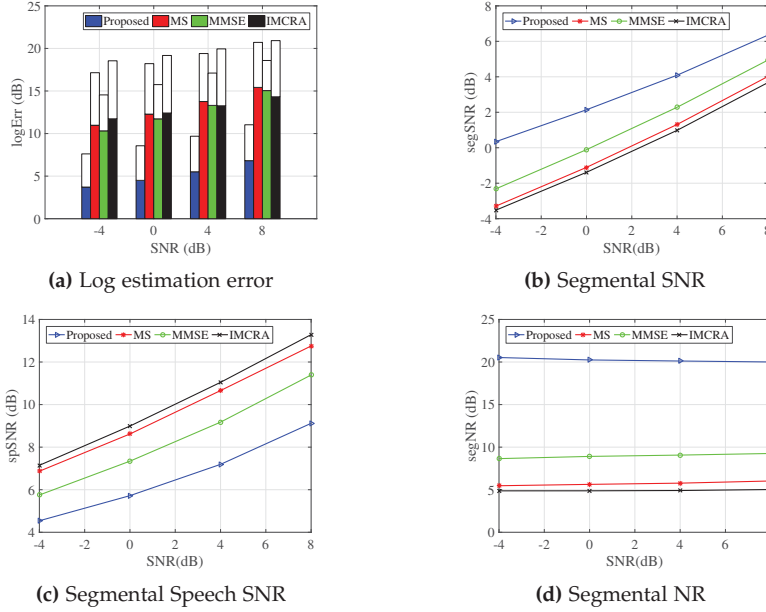 25
20
15
10
5
0
logErr (dB)
Proposed MS MMSE IMCRA
-4 0 4 8
SNR (dB)
(a) Log estimation error
8
6
4
2
0
-2
-4
segSNR (dB)
Proposed MS MMSE IMCRA
-4 -2 0 2 4 6 8
SNR(dB)
(b) Segmental SNR
14
12
10
8
6
4
spSNR (dB)
Proposed MS MMSE IMCRA
-4 -2 0 2 4 6 8
SNR(dB)
(c) Segmental Speech SNR
25
20
15
10
5
0
segNR (dB)
Proposed MS MMSE IMCRA
-4 -2 0 2 4 6
SNR(dB)
(d) Segmental NR